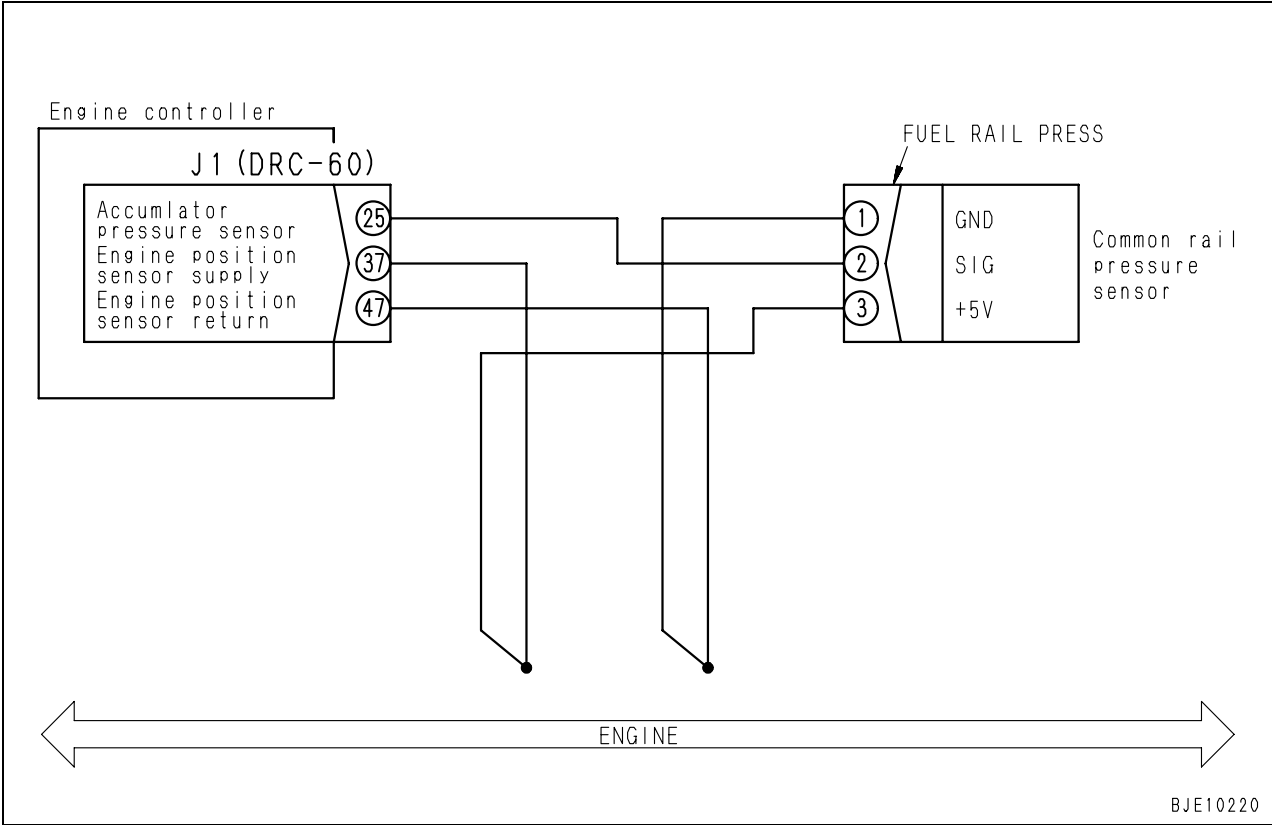 Engine controller
J1 (DRC-60)
Accumlator
pressure sensor
Engine position
sensor supply
Engine position
sensor return
25
37
47
FUEL RAIL PRESS
1
2
3
GND
SIG
+5V
Common rail
pressure
sensor
ENGINE
BJE10220